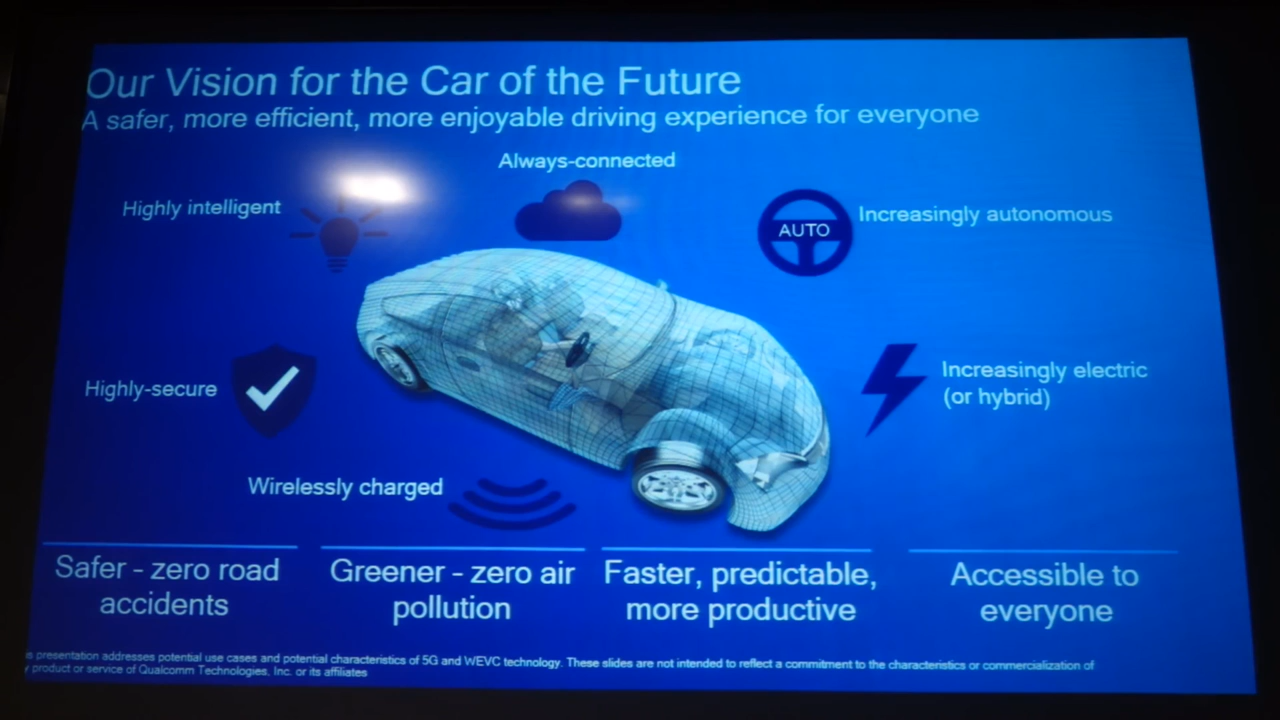 Our Vision for the Car of the Future
A safer, more efficient, more enjoyable driving experience for everyone
Always-connected
Highly intelligent
AUTO
Increasingly autonomous
Highly-secure
Increasingly electric
(or hybrid)
Wirelessly charged
Safer - zero road
accidents
Greener - zero air
pollution
Faster, predictable,
more productive
Accessible to
everyone
presentation addresses potential use cases and potential characteristics of 5G and WEVC technology. These slides are not intended to reflect a commitment to the characteristics or commercialization of
product or service of Qualcomm Technologies, Inc. or its affiliates